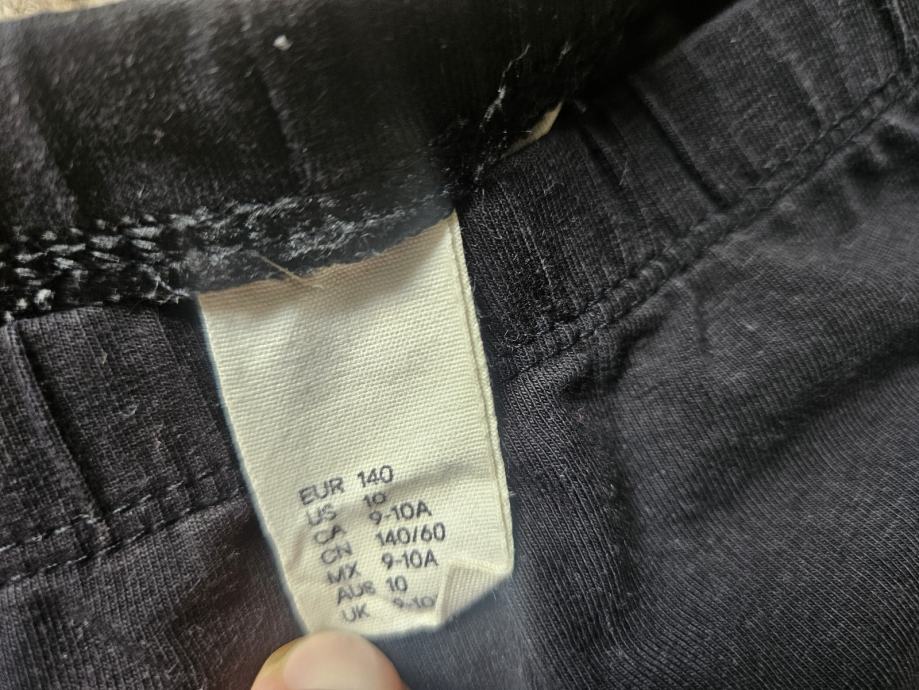 EUR 140
US 10
CA 9-10A
CN 140/60
MX 9-10A
AUS 10
UK 9-10